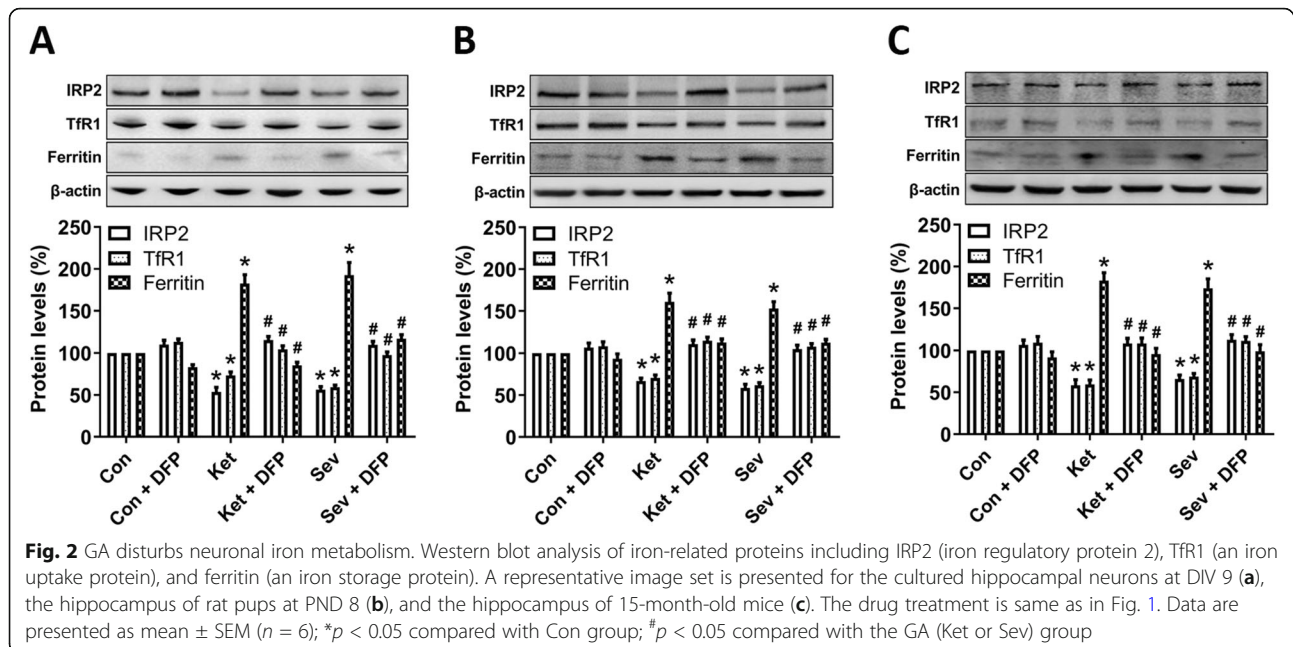 A
IRP2
TfR1
Ferritin
β-actin
Protein levels (%)
250
200
150
100
50
0
IRP2
TfR1
Ferritin
* * *
# # #
* * *
# # #
Con
Con + DFP
Ket
Ket + DFP
Sev
Sev + DFP
B
IRP2
TfR1
Ferritin
β-actin
Protein levels (%)
250
200
150
100
50
0
IRP2
TfR1
Ferritin
* * *
# # #
* * *
# # #
Con
Con + DFP
Ket
Ket + DFP
Sev
Sev + DFP
C
IRP2
TfR1
Ferritin
β-actin
Protein levels (%)
250
200
150
100
50
0
IRP2
TfR1
Ferritin
* * *
# # #
* * *
# # #
Con
Con + DFP
Ket
Ket + DFP
Sev
Sev + DFP
Fig. 2 GA disturbs neuronal iron metabolism. Western blot analysis of iron-related proteins including IRP2 (iron regulatory protein 2), TfR1 (an iron
uptake protein), and ferritin (an iron storage protein). A representative image set is presented for the cultured hippocampal neurons at DIV 9 (a),
the hippocampus of rat pups at PND 8 (b), and the hippocampus of 15-month-old mice (c). The drug treatment is same as in Fig. 1. Data are
presented as mean ± SEM (n = 6); *p < 0.05 compared with Con group; #p < 0.05 compared with the GA (Ket or Sev) group